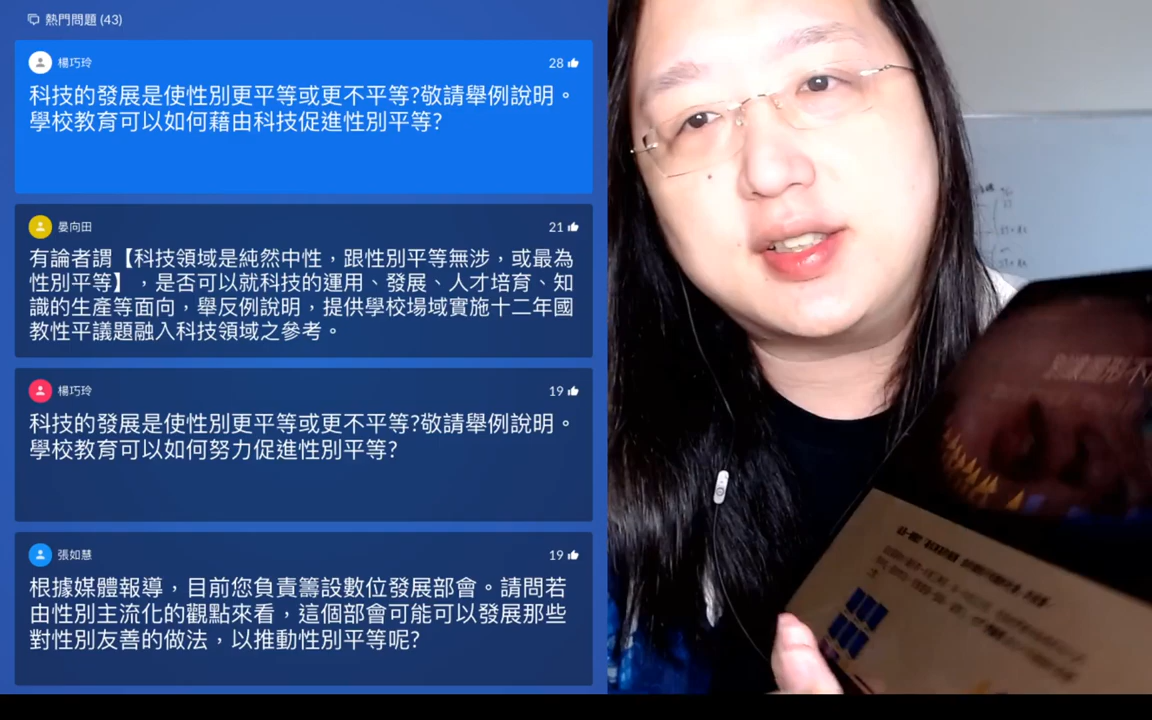 熱門問題 (43)
楊巧玲
28
科技的發展是使性別更平等或更不平等?敬請舉例說明。
學校教育可以如何藉由科技促進性別平等?
晏向田
21
有論者謂【科技領域是純然中性，跟性別平等無涉，或最為
性別平等】，是否可以就科技的運用、發展、人才培育、知
識的生產等面向，舉反例說明，提供學校場域實施十二年國
教性平議題融入科技領域之參考。
楊巧玲
19
科技的發展是使性別更平等或更不平等?敬請舉例說明。
學校教育可以如何努力促進性別平等?
張如慧
19
根據媒體報導，目前您負責籌設數位發展部會。請問若
由性別主流化的觀點來看，這個部會可能可以發展那些
對性別友善的做法，以推動性別平等呢?